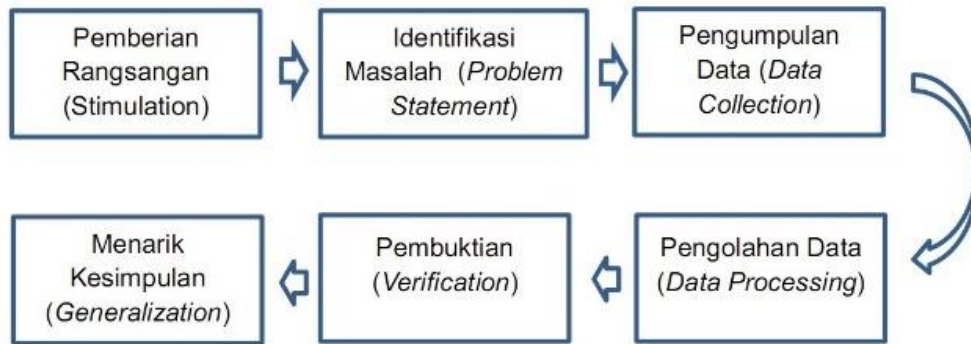 Pemberian
Rangsangan
(Stimulation)
Identifikasi
Masalah (Problem
Statement)
Pengumpulan
Data (Data
Collection)
Pengolahan Data
(Data Processing)
Pembuktian
(Verification)
Menarik
Kesimpulan
(Generalization)